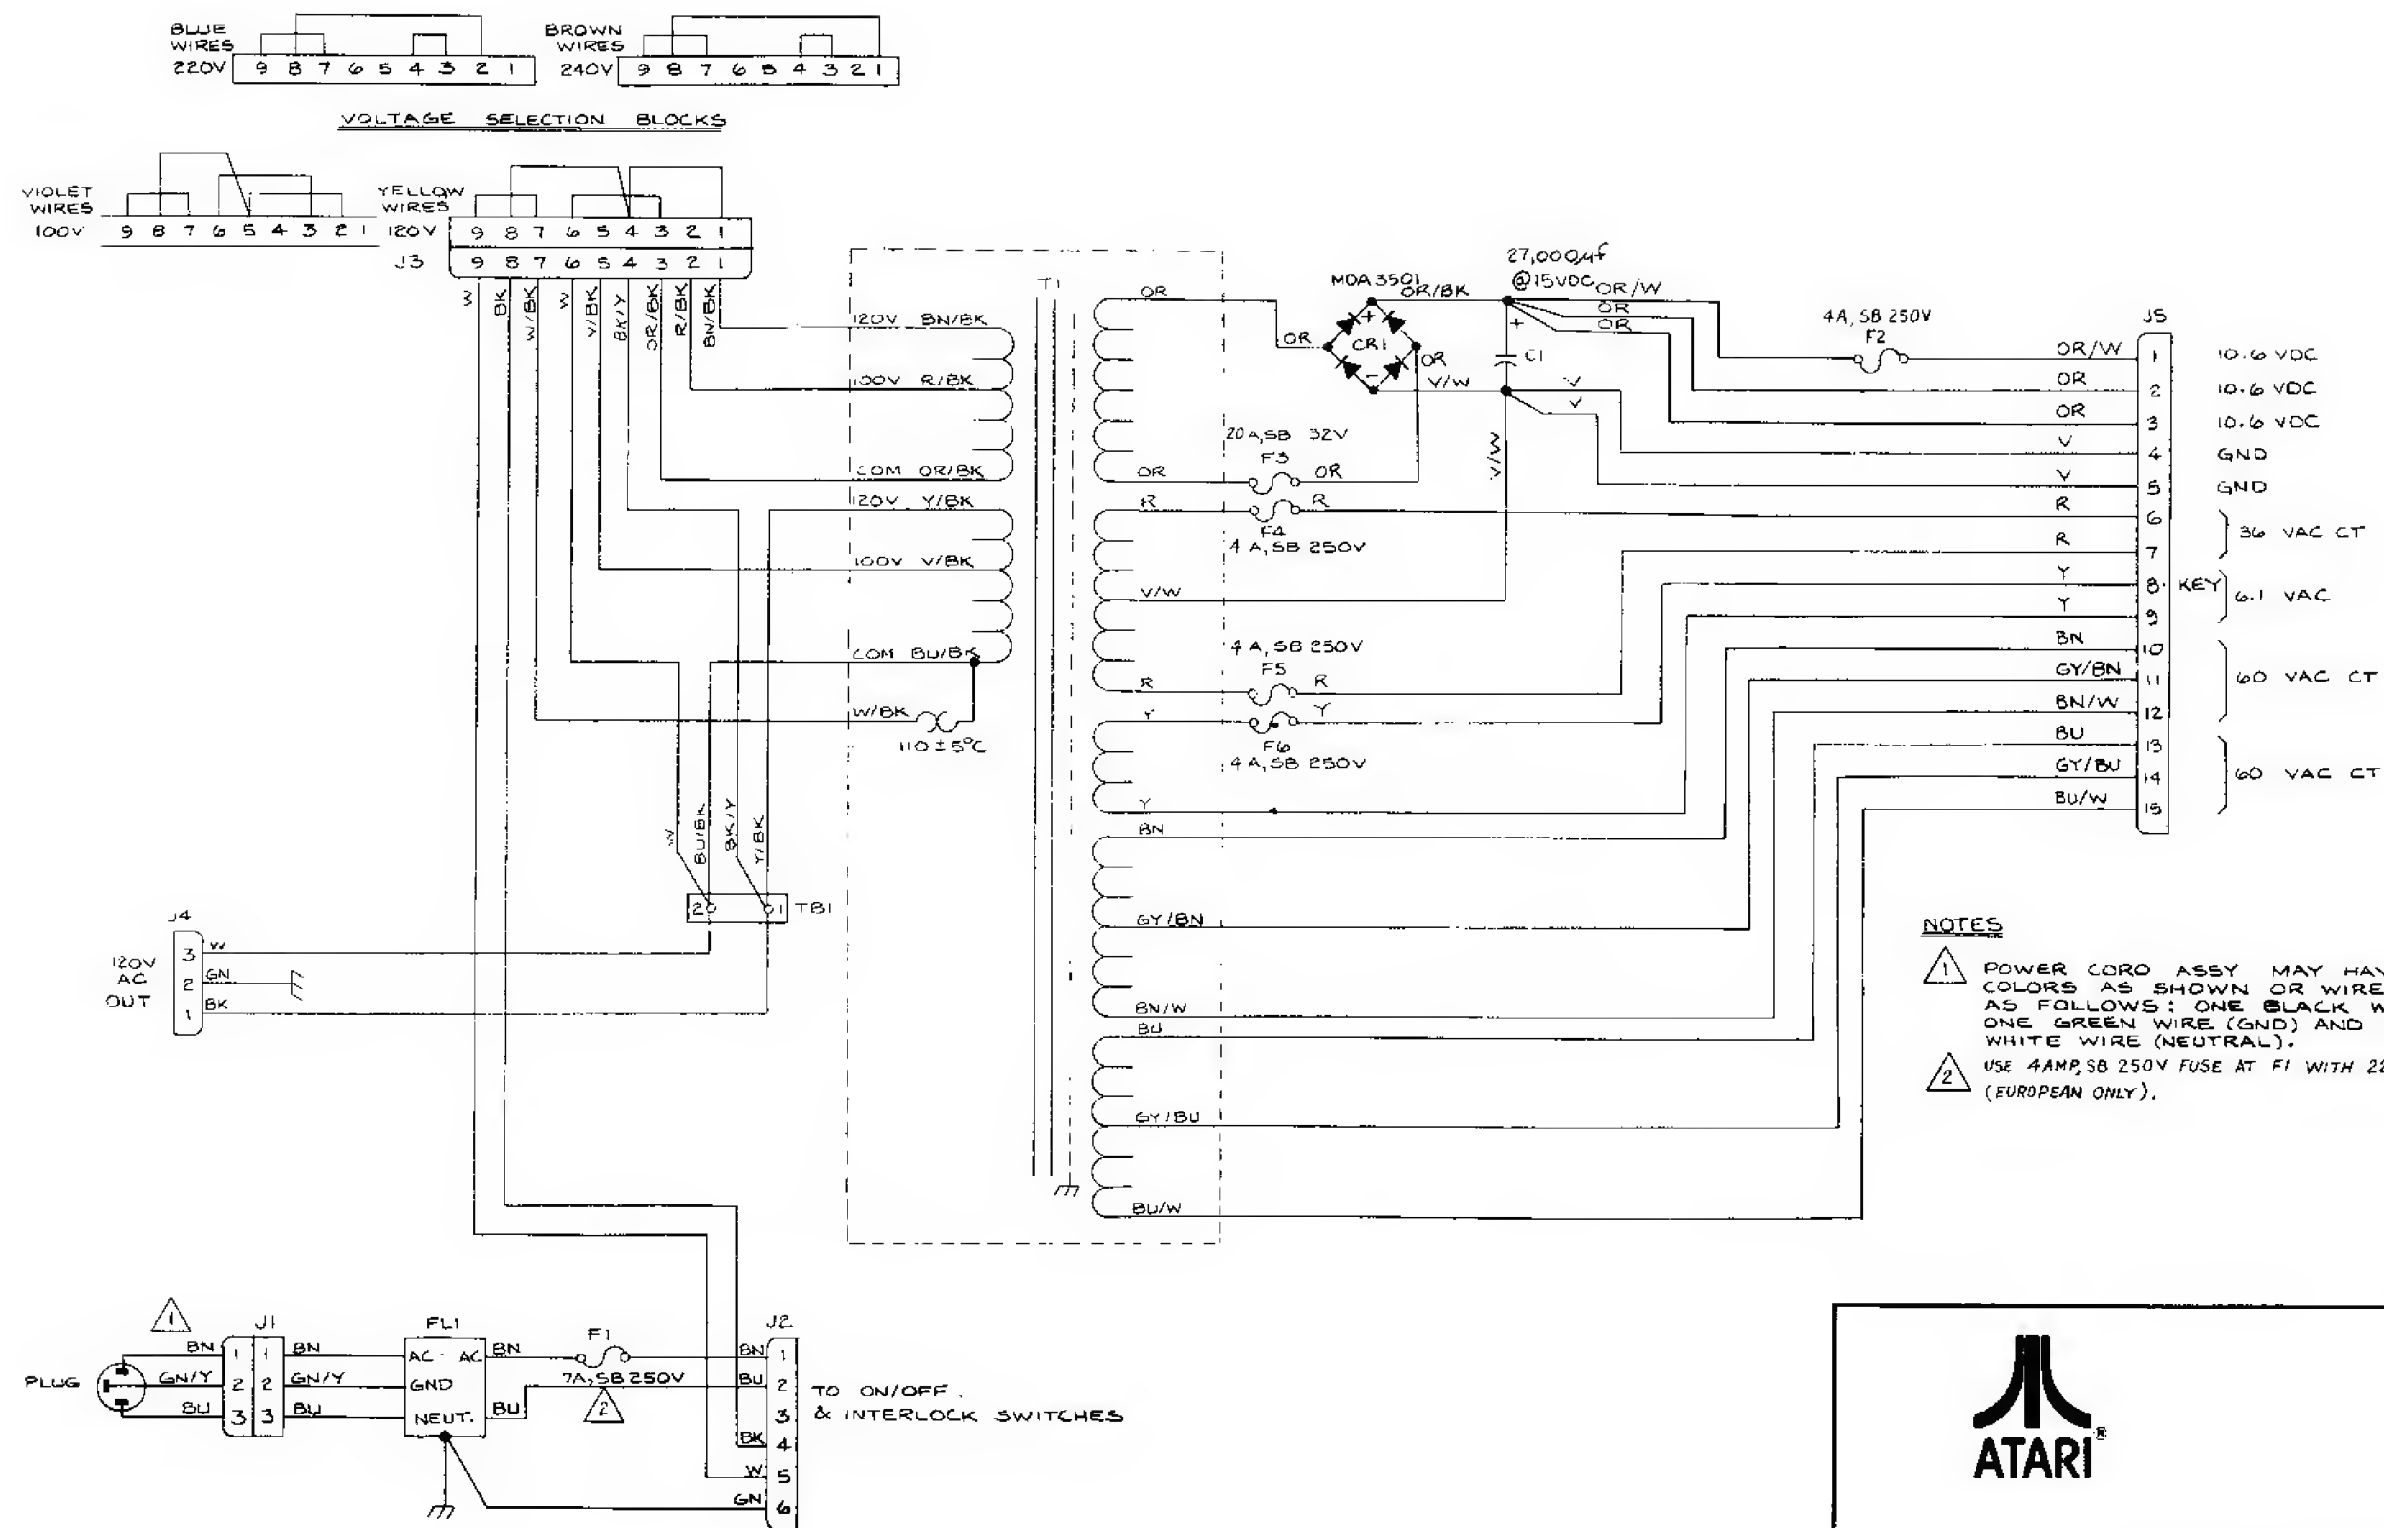 BLUE
WIRES
220V 9 8 7 6 5 4 3 2 1
BROWN
WIRES
240V 9 8 7 6 5 4 3 2 1
VOLTAGE SELECTION BLOCKS
VIOLET
WIRES
100V 9 8 7 6 5 4 3 2 1
YELLOW
WIRES
120V 9 8 7 6 5 4 3 2 1
J3 9 8 7 6 5 4 3 2 1
W BK W/BK W Y/BK BK/Y OR/BK R/BK BN/BK
120V BN/BK
100V R/BK
COM OR/BK
120V Y/BK
100V V/BK
COM BU/BK
W/BK
110 ± 5°C
T1
OR
OR
R
V/W
R
Y
Y
BN
GY/BN
BN/W
BU
GY/BU
BU/W
MDA 3501
OR
CR1
+
-
OR
OR/BK
V/W
27,000µf
@15VDC
+
C1
OR/W
OR
OR
V
V
V/W
20A, SB 32V
F3
OR
R
F4
4 A, SB 250V
4 A, SB 250V
F5
R
Y
F6
4 A, SB 250V
4A, SB 250V
F2
J5
OR/W 1 10.6 VDC
OR 2 10.6 VDC
OR 3 10.6 VDC
V 4 GND
V 5 GND
R 6
36 VAC CT
R 7
Y 8 KEY
6.1 VAC
Y 9
BN 10
GY/BN 11 60 VAC CT
BN/W 12
BU 13
GY/BU 14 60 VAC CT
BU/W 15
W BU/BK BK/Y Y/BK
2 1 TB1
J4
120V
AC
OUT
3 W
2 GN
1 BK
NOTES
1 POWER CORD ASSY MAY HAV
COLORS AS SHOWN OR WIRE
AS FOLLOWS: ONE BLACK W
ONE GREEN WIRE (GND) AND
WHITE WIRE (NEUTRAL).
2 USE 4AMP, SB 250V FUSE AT F1 WITH 22
(EUROPEAN ONLY).
1
PLUG
J1
BN 1 1 BN
GN/Y 2 2 GN/Y
BU 3 3 BU
FL1
AC AC
GND
NEUT.
BN
BU
F1
7A, SB 250V
2
J2
BN 1
BU 2
3
BK 4
W 5
GN 6
TO ON/OFF
& INTERLOCK SWITCHES
ATARI®